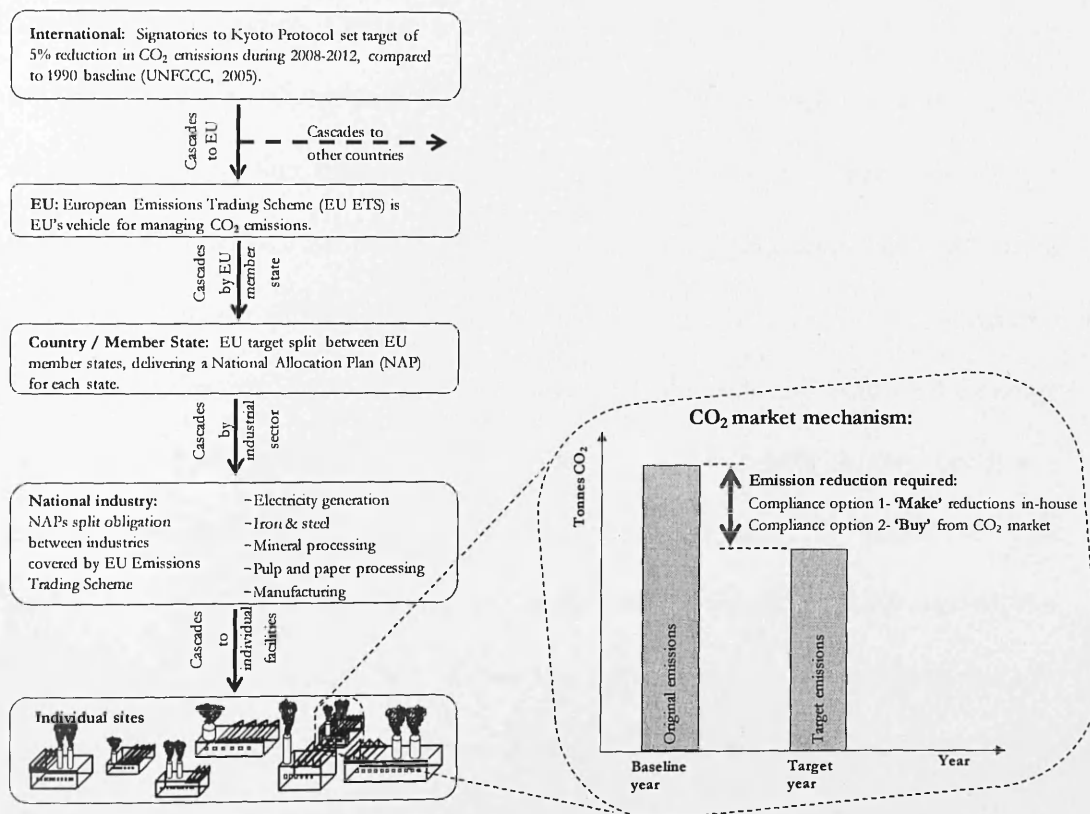 International: Signatories to Kyoto Protocol set target of
5% reduction in CO₂ emissions during 2008-2012, compared
to 1990 baseline (UNFCCC, 2005).
Cascades
to EU
Cascades to
other countries
EU: European Emissions Trading Scheme (EU ETS) is
EU's vehicle for managing CO₂ emissions.
Cascades
by EU
member
state
Country / Member State: EU target split between EU
member states, delivering a National Allocation Plan (NAP)
for each state.
Cascades
by
industrial
sector
National industry:
NAPs split obligation
between industries
covered by EU Emissions
Trading Scheme
-Electricity generation
-Iron & steel
-Mineral processing
-Pulp and paper processing
-Manufacturing
Cascades
to
individual
facilities
Individual sites
CO₂ market mechanism:
Tonnes CO₂
Emission reduction required:
Compliance option 1- 'Make' reductions in-house
Compliance option 2- 'Buy' from CO₂ market
Original emissions
Target emissions
Baseline
year
Target
year
Year